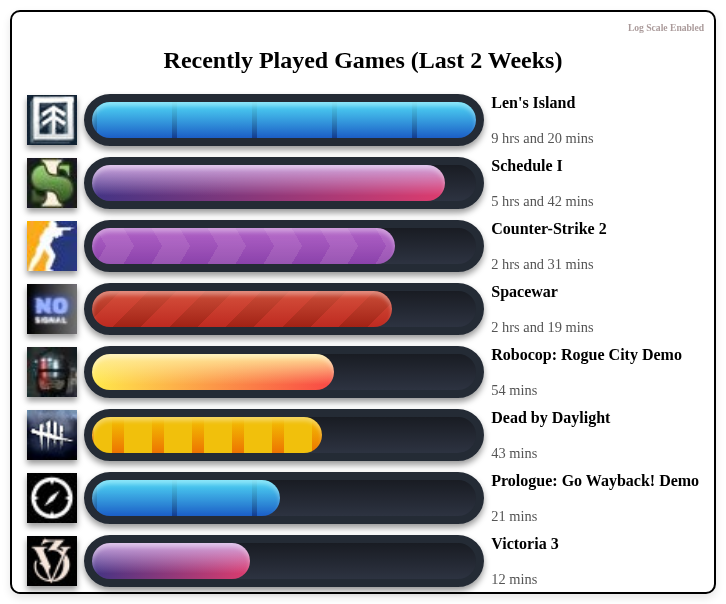 Log Scale Enabled
Recently Played Games (Last 2 Weeks)
Len's Island
9 hrs and 20 mins
Schedule I
5 hrs and 42 mins
Counter-Strike 2
2 hrs and 31 mins
NO
SIGNAL
Spacewar
2 hrs and 19 mins
Robocop: Rogue City Demo
54 mins
Dead by Daylight
43 mins
Prologue: Go Wayback! Demo
21 mins
Victoria 3
12 mins